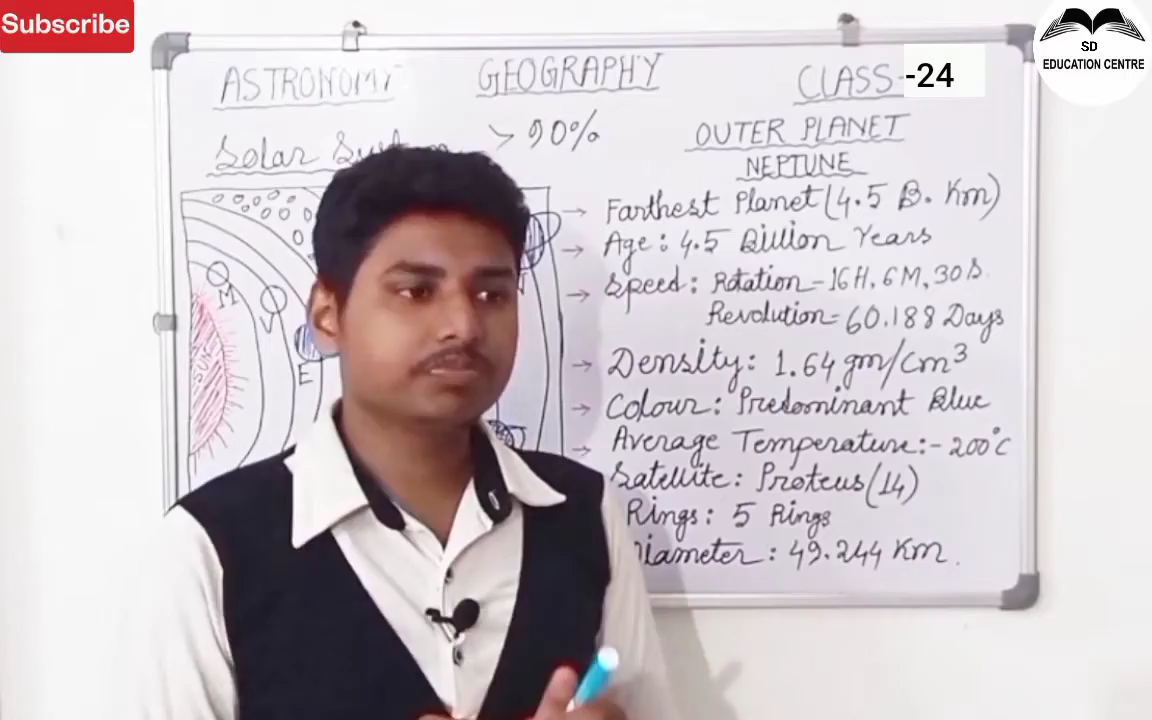 Subscribe
SD
EDUCATION CENTRE
ASTRONOMY
GEOGRAPHY
CLASS-24
Solar System
> 90%
OUTER PLANET
NEPTUNE
→ Farthest Planet (4.5 B. Km)
→ Age: 4.5 Billion Years
→ Speed: Rotation - 16H, 6M, 30S.
Revolution = 60.188 Days
→ Density: 1.64 gm/cm³
→ Colour: Predominant Blue
→ Average Temperature:- -200°C
Satellite: Proteus (14)
Rings: 5 Rings
Diameter: 49.244 Km.
M
V
E